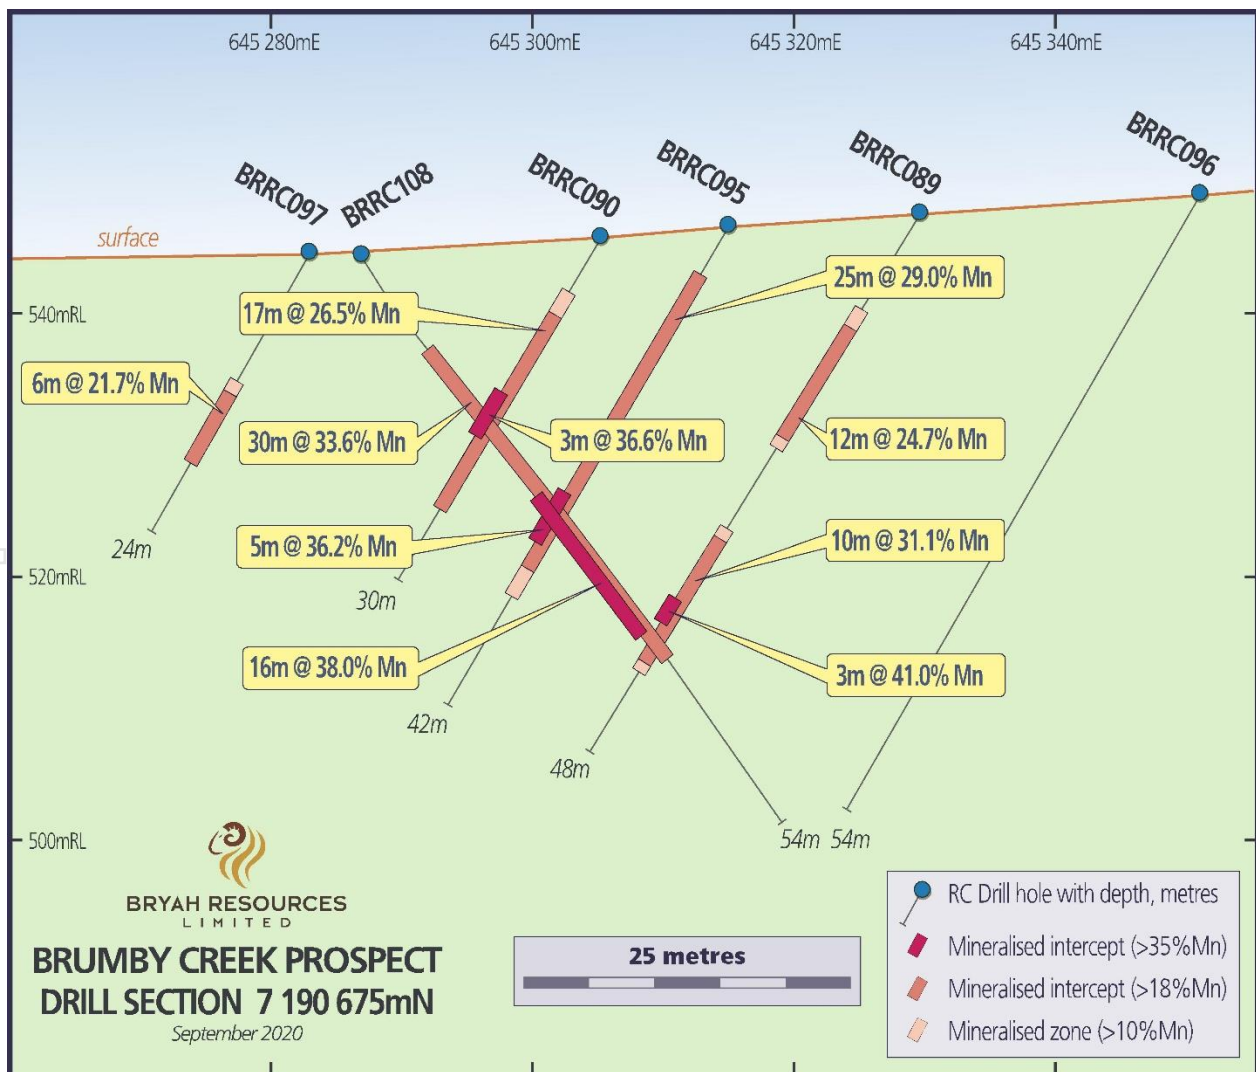 645 280mE
645 300mE
645 320mE
645 340mE
BRRC097
BRRC108
BRRC090
BRRC095
BRRC089
BRRC096
surface
540mRL
17m @ 26.5% Mn
25m @ 29.0% Mn
6m @ 21.7% Mn
30m @ 33.6% Mn
3m @ 36.6% Mn
12m @ 24.7% Mn
5m @ 36.2% Mn
10m @ 31.1% Mn
24m
520mRL
30m
16m @ 38.0% Mn
3m @ 41.0% Mn
42m
48m
500mRL
54m
54m
BRYAH RESOURCES
LIMITED
BRUMBY CREEK PROSPECT
DRILL SECTION 7 190 675mN
September 2020
25 metres
RC Drill hole with depth, metres
Mineralised intercept (>35%Mn)
Mineralised intercept (>18%Mn)
Mineralised zone (>10%Mn)